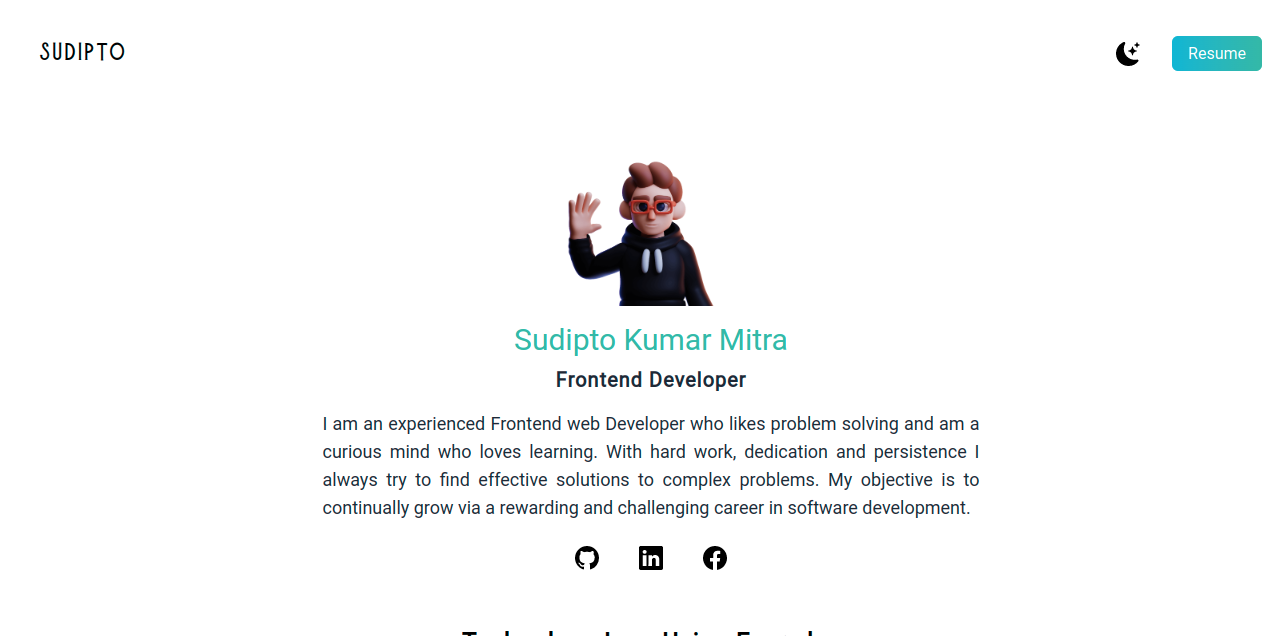 SUDIPTO
Resume
Sudipto Kumar Mitra
Frontend Developer
I am an experienced Frontend web Developer who likes problem solving and am a
curious mind who loves learning. With hard work, dedication and persistence I
always try to find effective solutions to complex problems. My objective is to
continually grow via a rewarding and challenging career in software development.
in